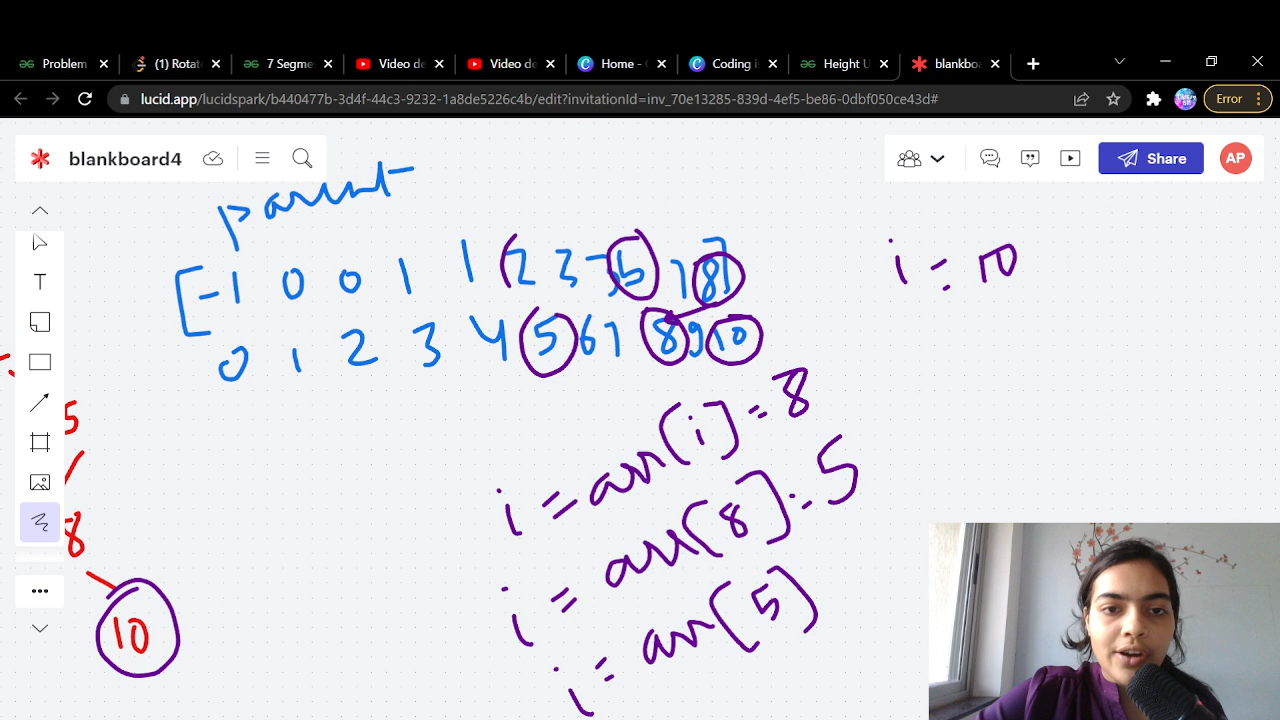 Problem
(1) Rotat
7 Segme
Video de
Video de
Home - C
Coding is
Height U
blankboa
lucid.app/lucidspark/b440477b-3d4f-44c3-9232-1a8de5226c4b/edit?invitationId=inv_70e13285-839d-4ef5-be86-0dbf050ce43d#
Error
blankboard4
Share
AP
parent
[-1 0 0 1 1 2 3 5 7 8]
0 1 2 3 4 5 6 7 8 9 10
i = 10
i = arr[i] = 8
i = arr[8] = 5
i = arr[5]
5
8
10